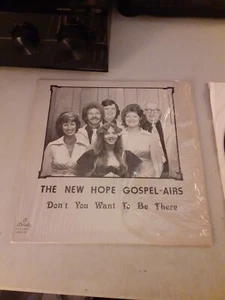 THE NEW HOPE GOSPEL-AIRS
Don't You Want To Be There